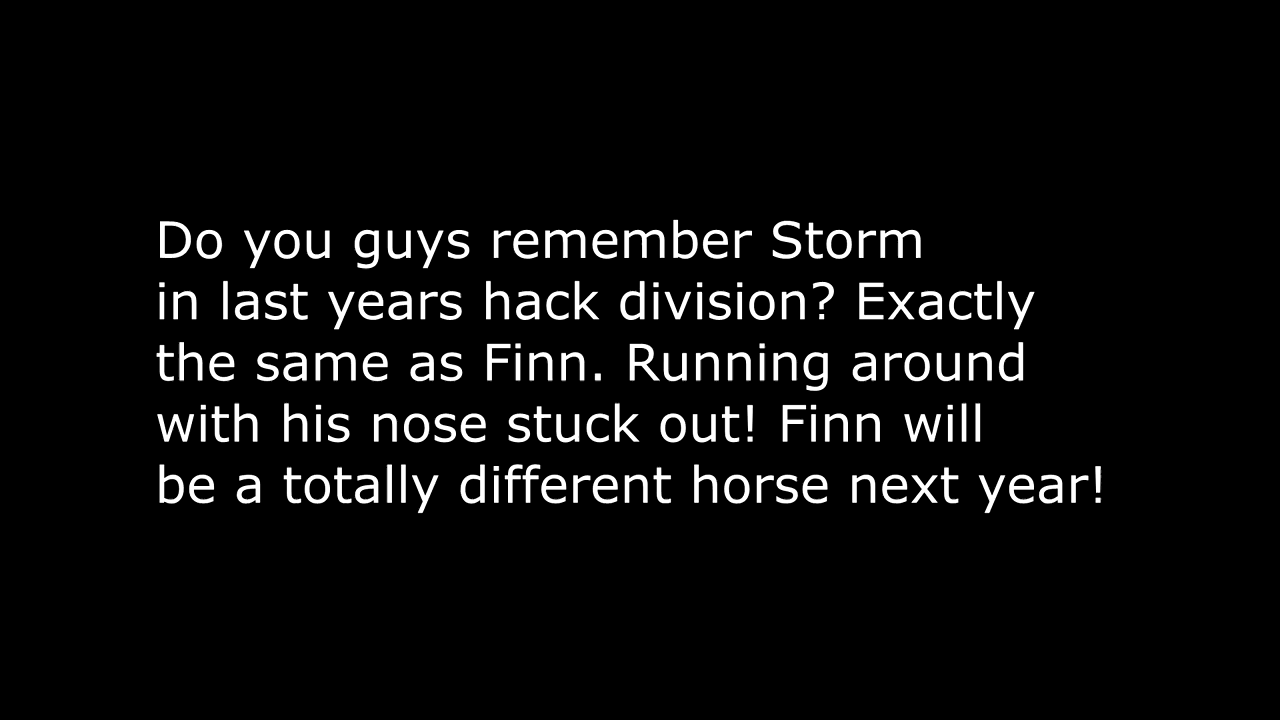 Do you guys remember Storm
in last years hack division? Exactly
the same as Finn. Running around
with his nose stuck out! Finn will
be a totally different horse next year!